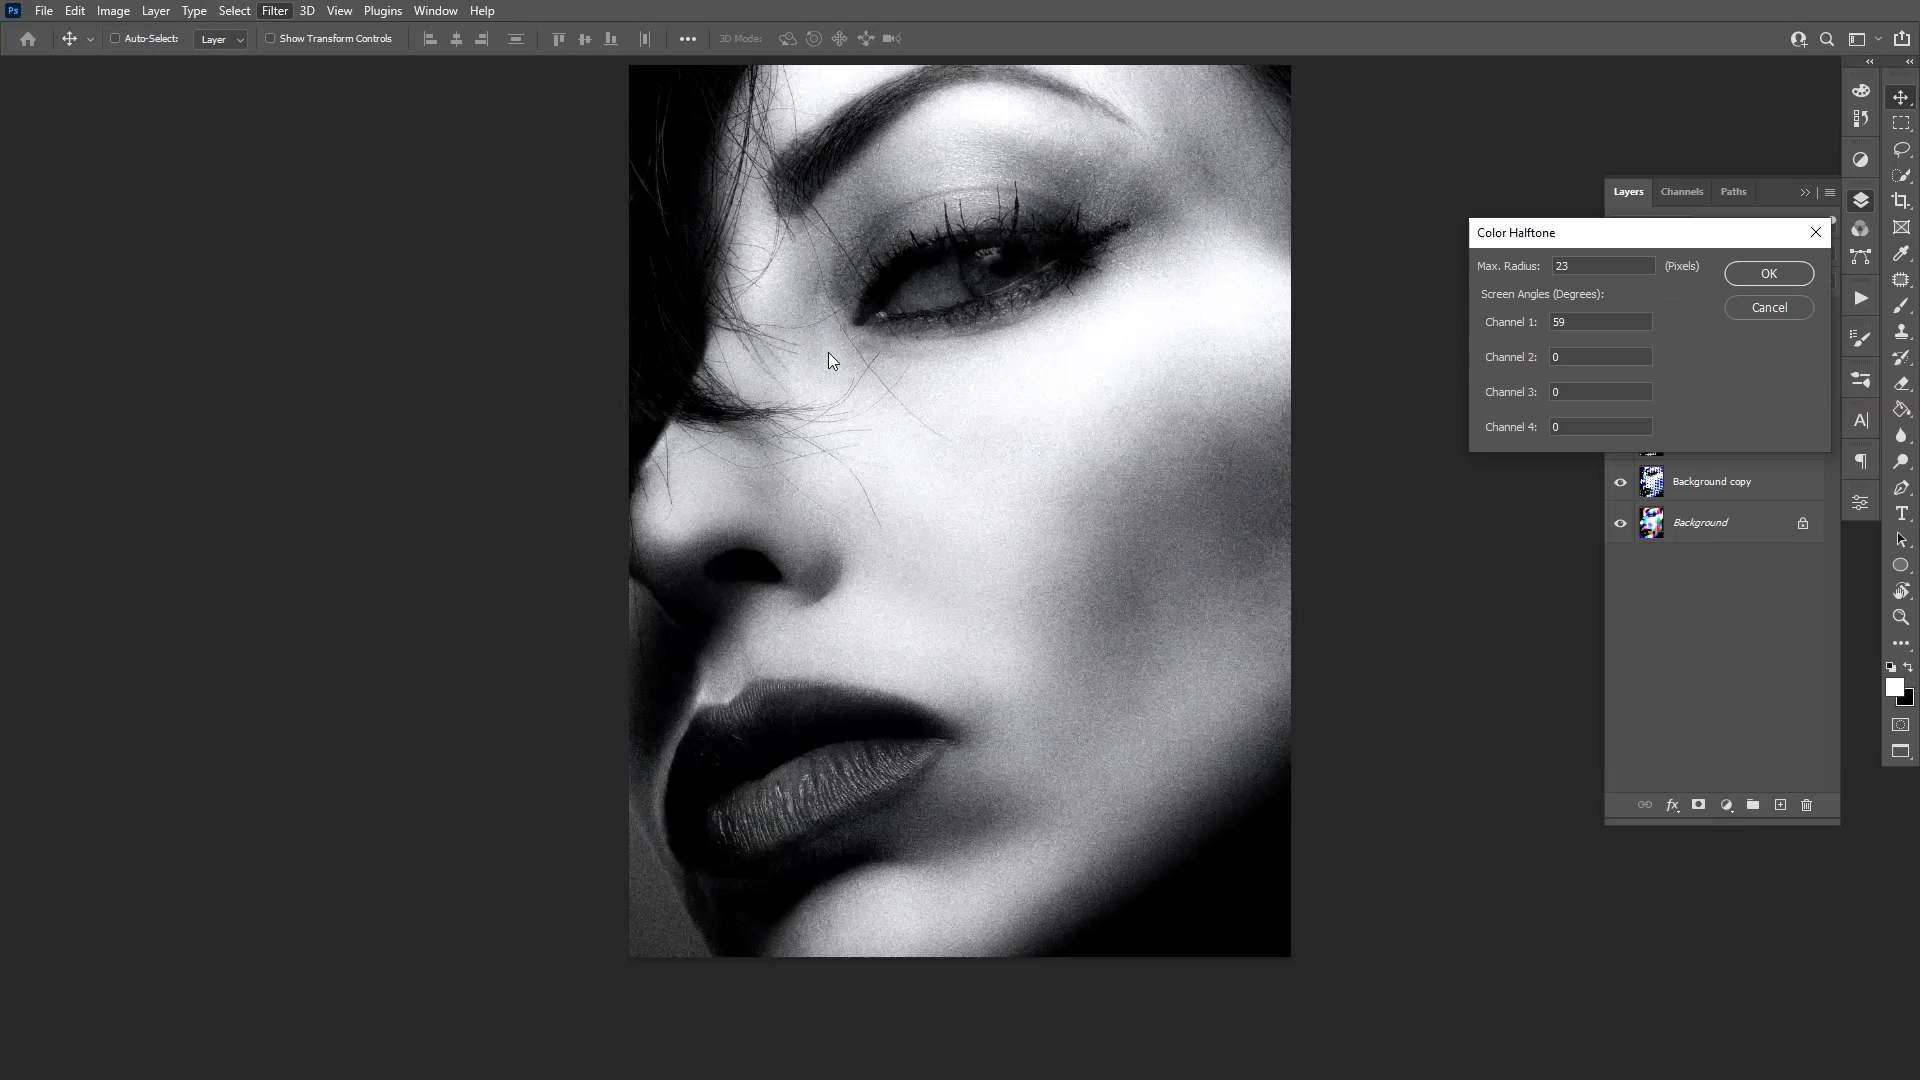 Ps File Edit Image Layer Type Select Filter 3D View Plugins Window Help
Auto-Select: Layer Show Transform Controls 3D Mode:
Layers Channels Paths
Color Halftone
Max. Radius: 23 (Pixels) OK
Screen Angles (Degrees):
Cancel
Channel 1: 59
Channel 2: 0
Channel 3: 0
Channel 4: 0
Background copy
Background